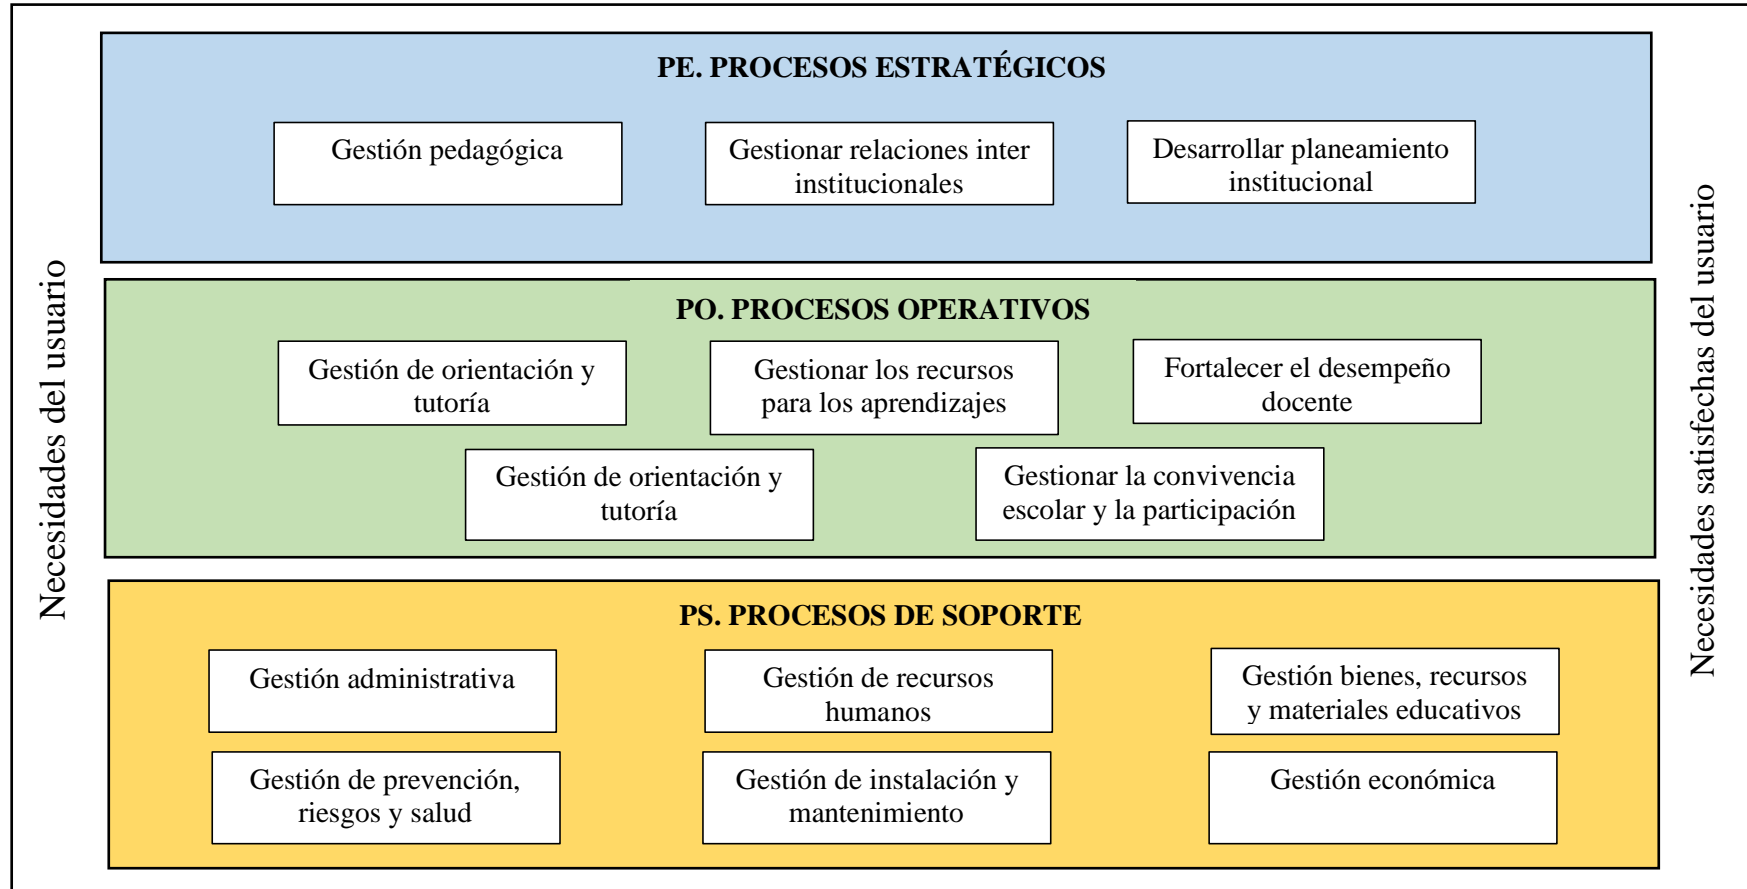 Necesidades del usuario
PE. PROCESOS ESTRATÉGICOS
Gestión pedagógica
Gestionar relaciones inter
institucionales
Desarrollar planeamiento
institucional
PO. PROCESOS OPERATIVOS
Gestión de orientación y
tutoría
Gestionar los recursos
para los aprendizajes
Fortalecer el desempeño
docente
Gestión de orientación y
tutoría
Gestionar la convivencia
escolar y la participación
PS. PROCESOS DE SOPORTE
Gestión administrativa
Gestión de recursos
humanos
Gestión bienes, recursos
y materiales educativos
Gestión de prevención,
riesgos y salud
Gestión de instalación y
mantenimiento
Gestión económica
Necesidades satisfechas del usuario